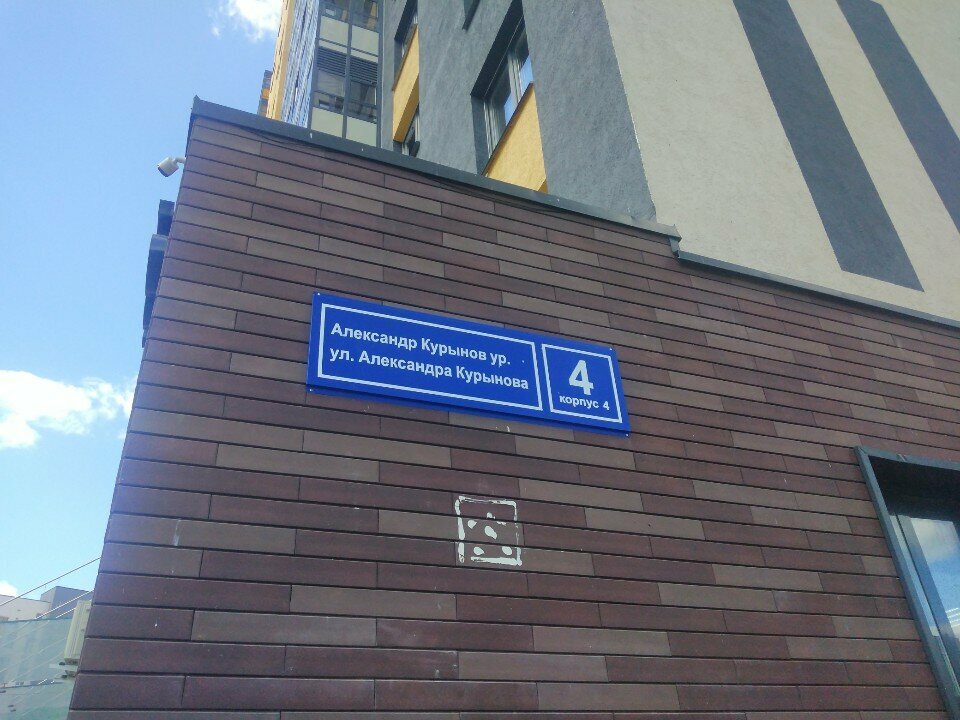 Александр Курынов ур.
ул. Александра Курынова
4
корпус 4